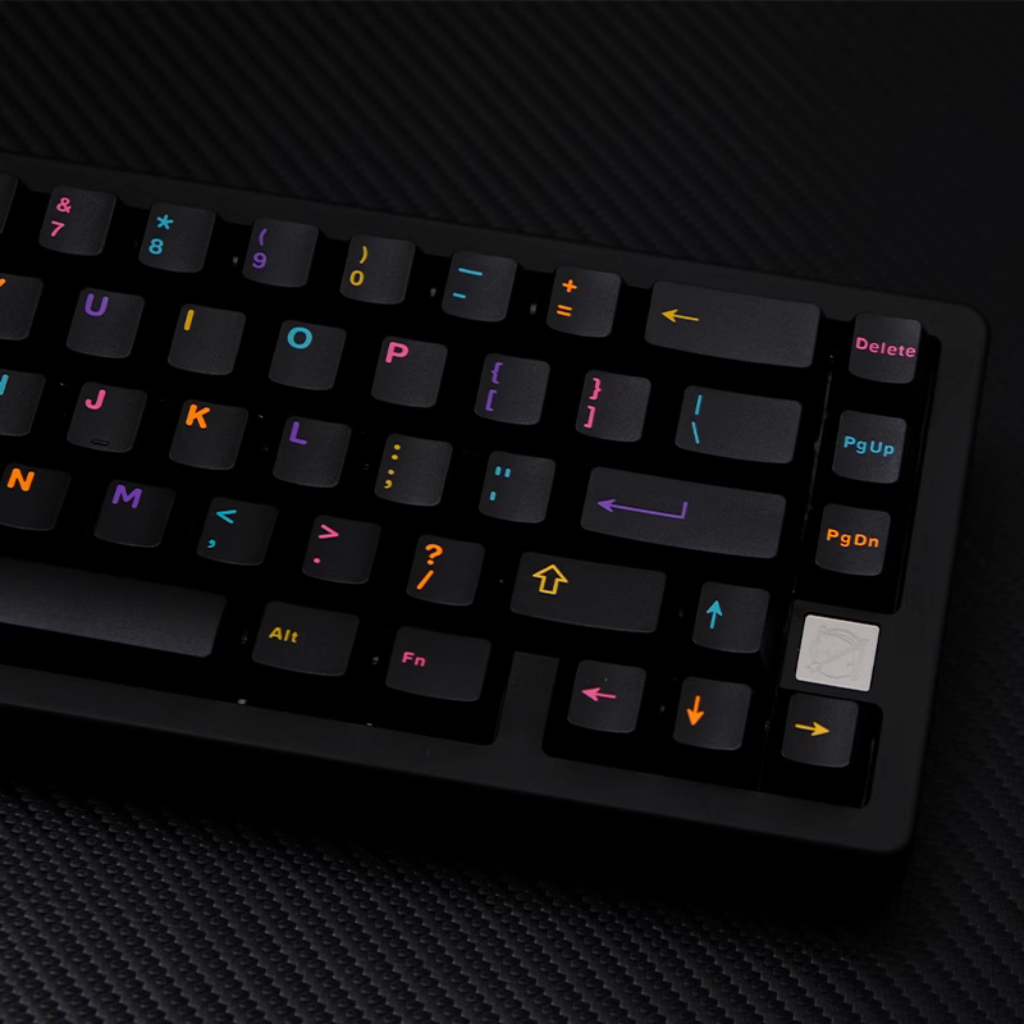 & * ( ) — + ←
7 8 9 0 - =
Delete
U I O P { } |
[ ] \
PgUp
J K L : " ←
; '
PgDn
N M < > ? ⇧ ↑
, . /
Alt Fn ← ↓ →